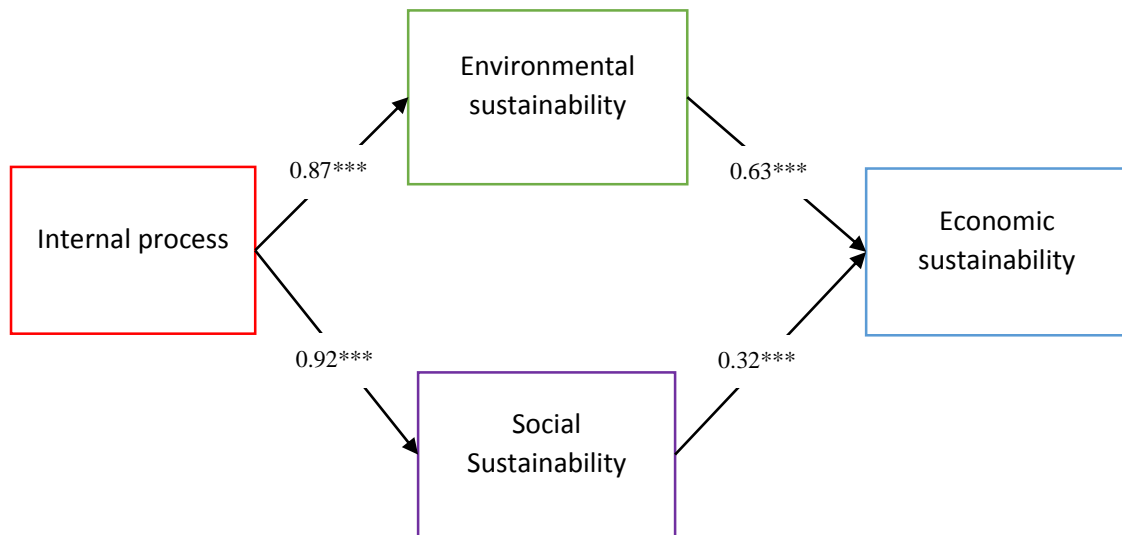 Environmental
sustainability
0.87***
0.63***
Internal process
Economic
sustainability
0.92***
0.32***
Social
Sustainability